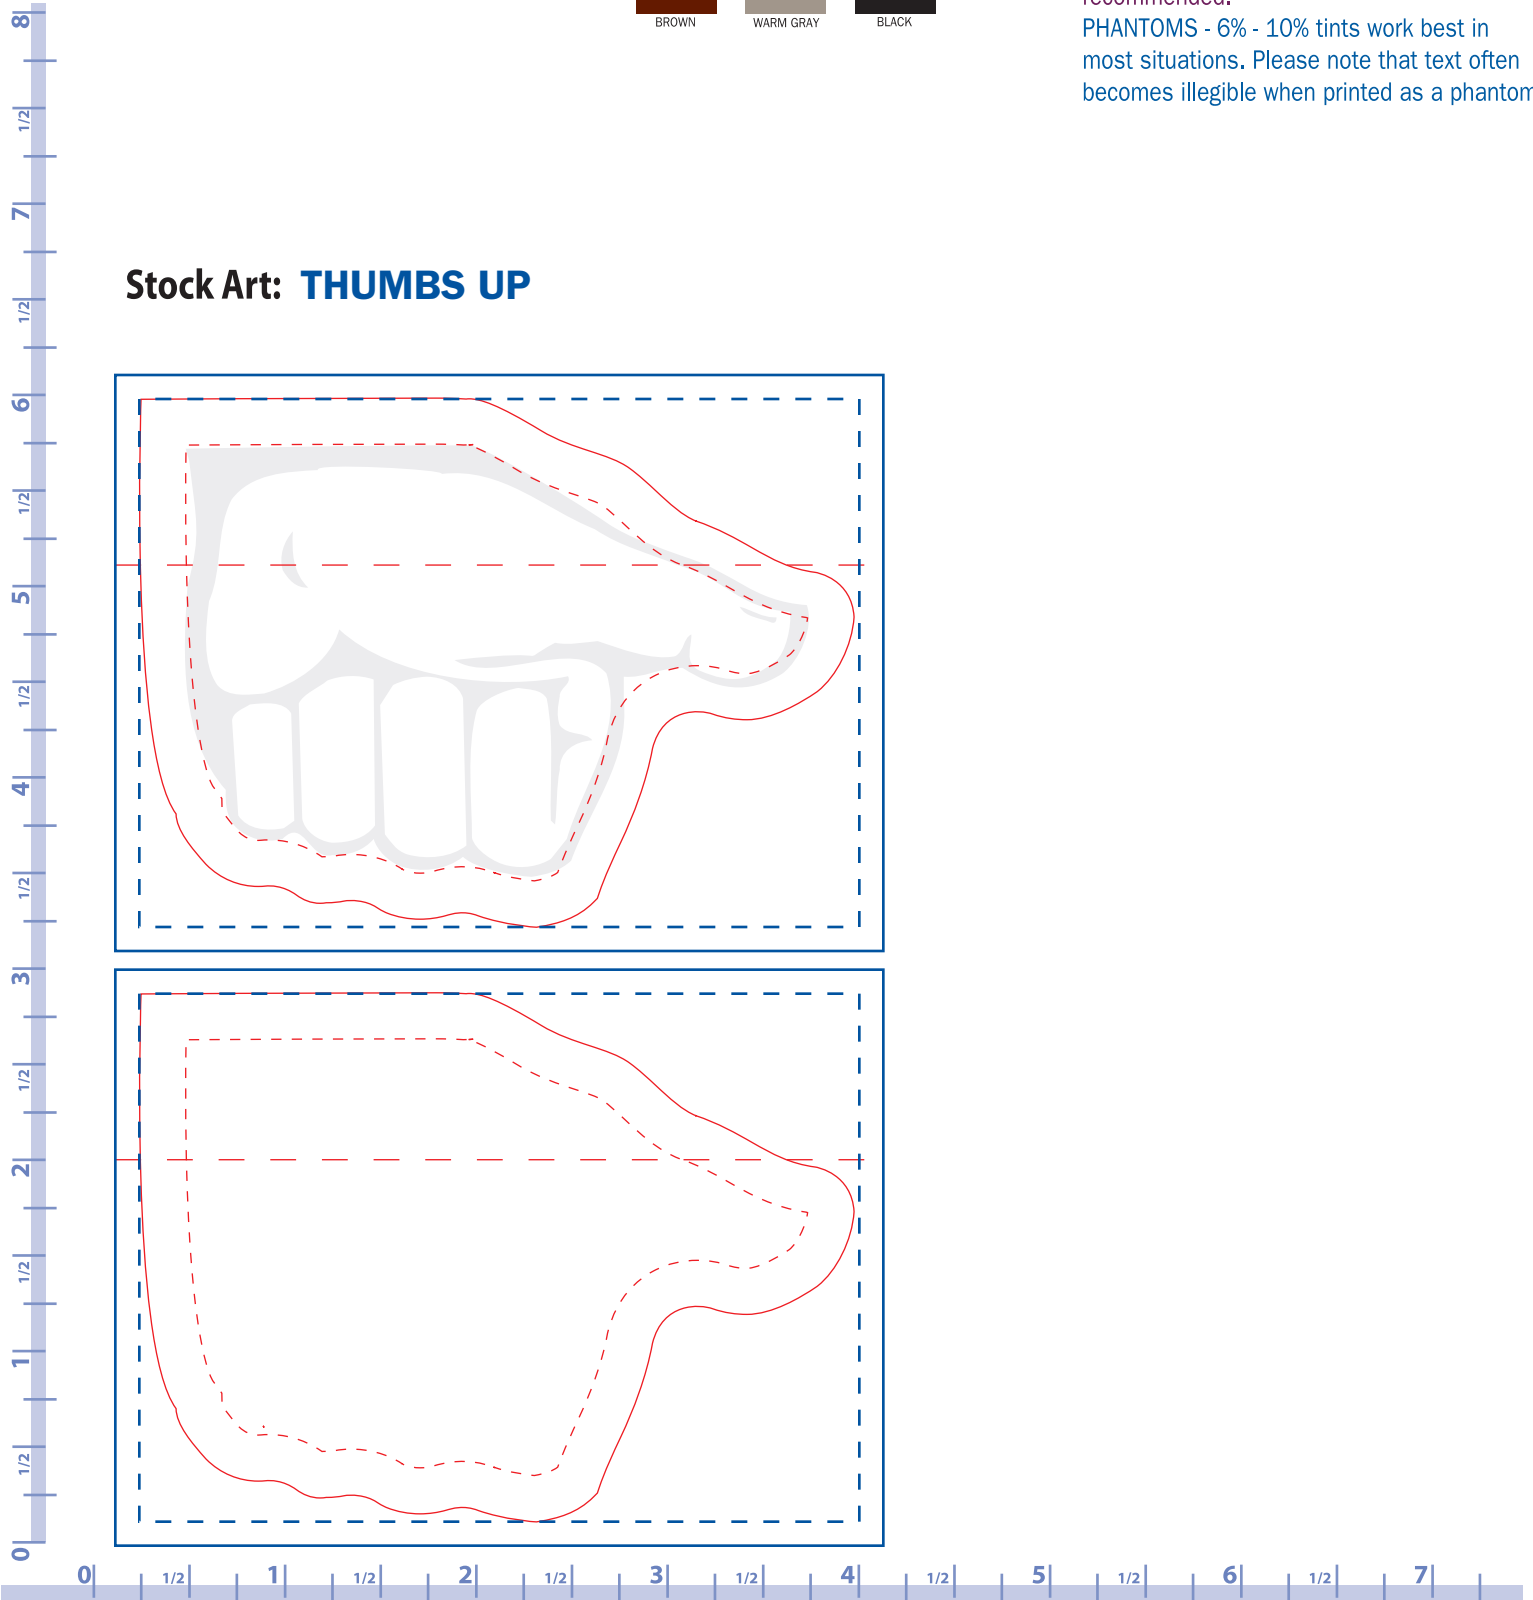 recommended.
PHANTOMS - 6% - 10% tints work best in
most situations. Please note that text often
becomes illegible when printed as a phantom
BROWN
WARM GRAY
BLACK
Stock Art: THUMBS UP
8
1/2
7
1/2
6
1/2
5
1/2
4
1/2
3
1/2
2
1/2
1
1/2
0
0 1/2 1 1/2 2 1/2 3 1/2 4 1/2 5 1/2 6 1/2 7